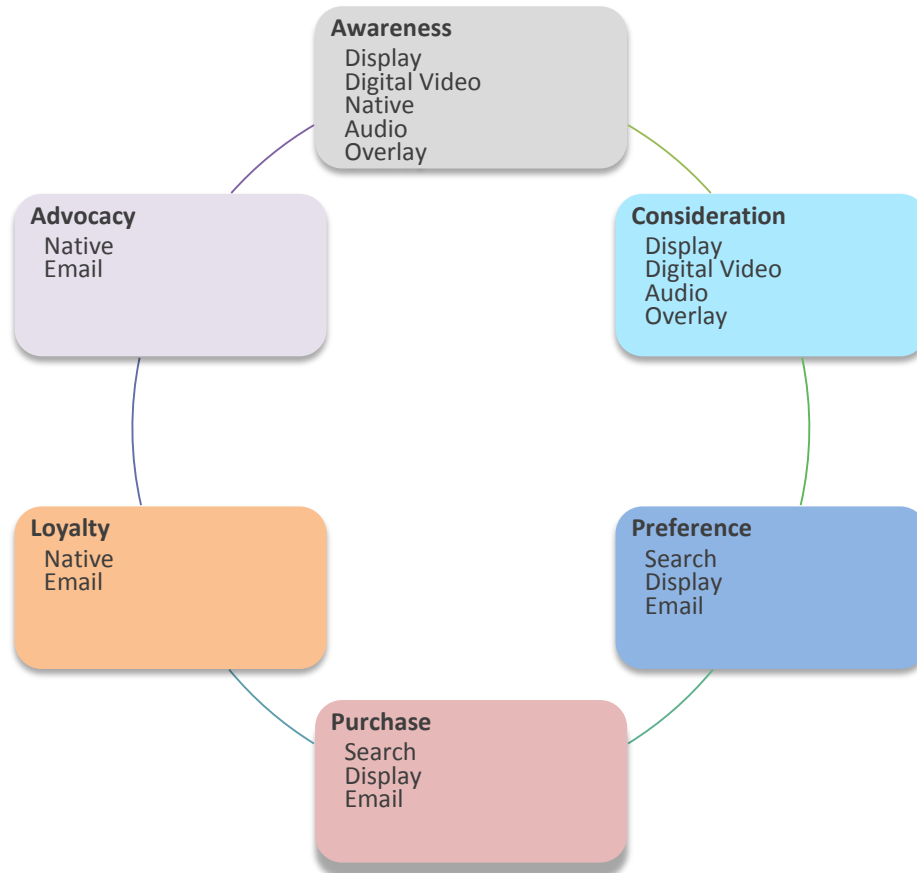 Awareness
Display
Digital Video
Native
Audio
Overlay
Consideration
Display
Digital Video
Audio
Overlay
Preference
Search
Display
Email
Purchase
Search
Display
Email
Loyalty
Native
Email
Advocacy
Native
Email